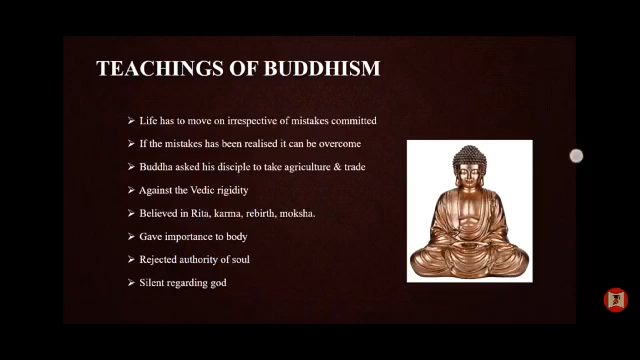 TEACHINGS OF BUDDHISM
➢ Life has to move on irrespective of mistakes committed
➢ If the mistakes has been realised it can be overcome
➢ Buddha asked his disciple to take agriculture & trade
➢ Against the Vedic rigidity
➢ Believed in Rita, karma, rebirth, moksha.
➢ Gave importance to body
➢ Rejected authority of soul
➢ Silent regarding god